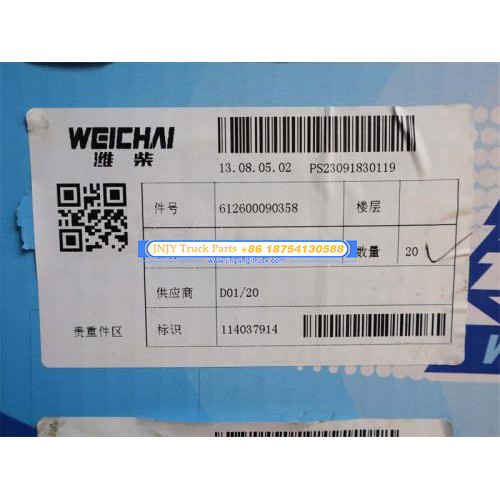 WEICHAI
潍柴
13.08.05.02 PS23091830119
件号 612600090358 楼层
JNJY Truck Parts +86 18754130588
数量 20
供应商 D01/20
贵重件区 标识 114037914